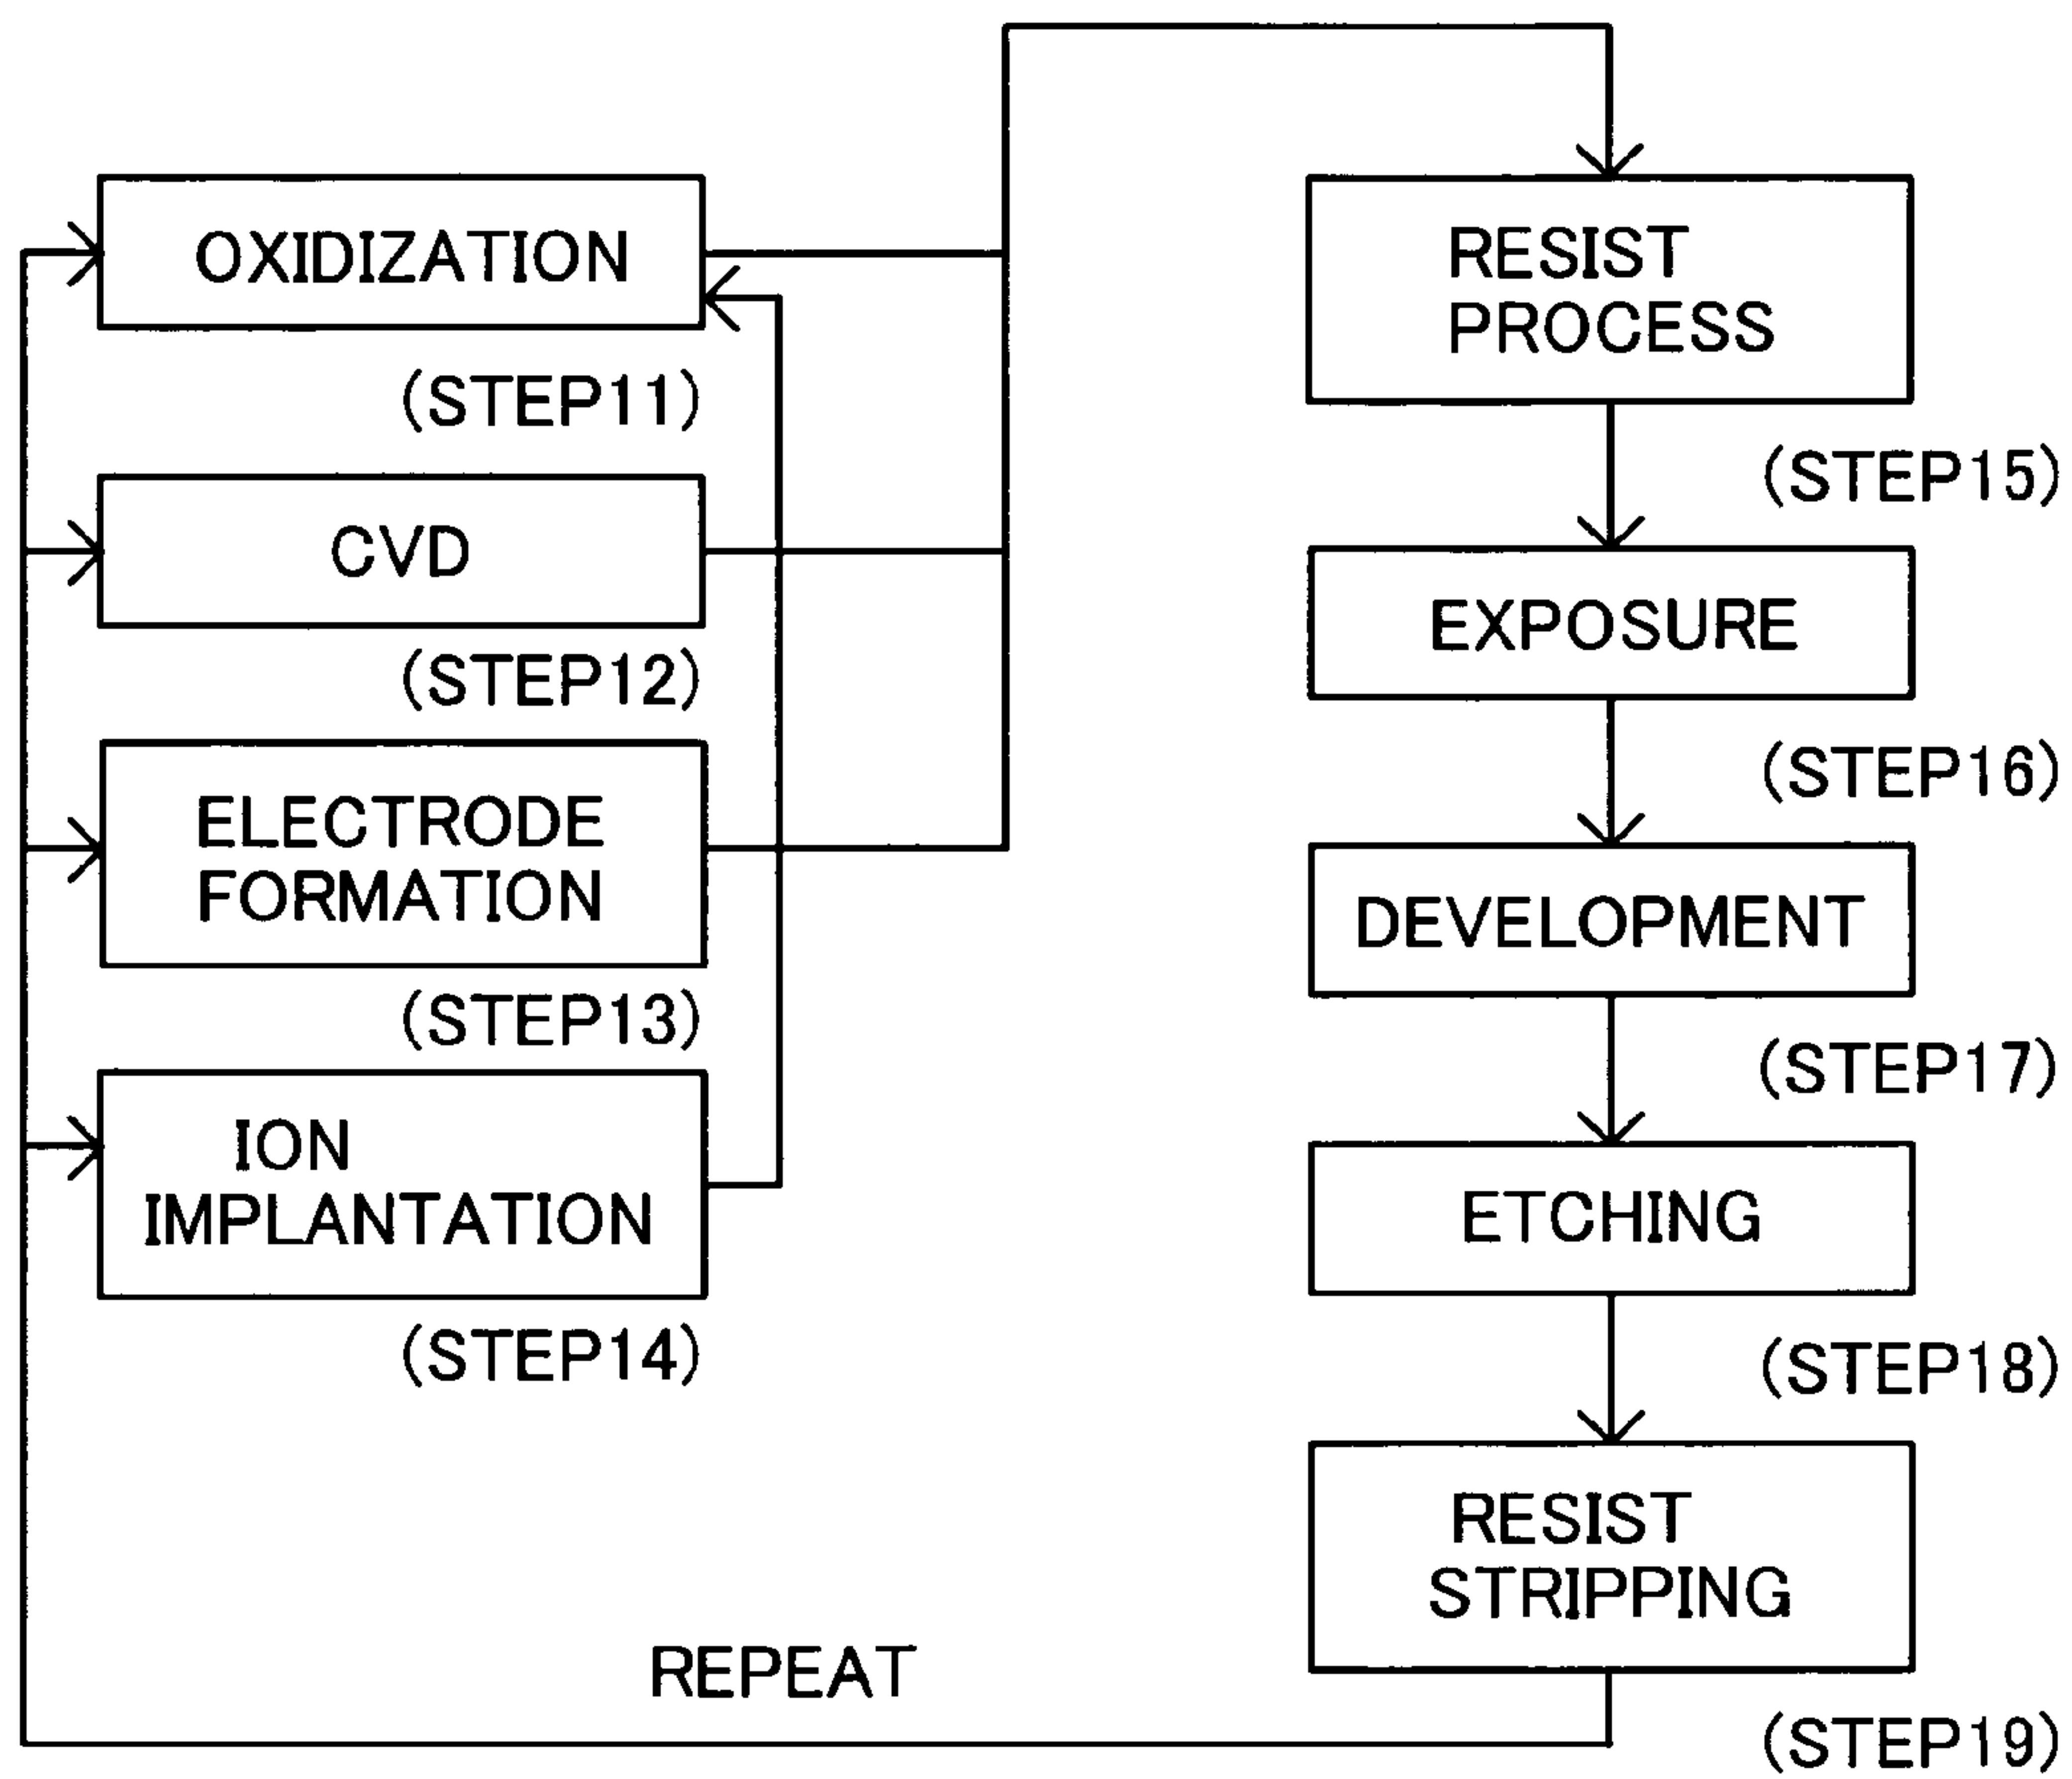 OXIDIZATION
(STEP11)
CVD
(STEP12)
ELECTRODE
FORMATION
(STEP13)
ION
IMPLANTATION
(STEP14)
RESIST
PROCESS
(STEP15)
EXPOSURE
(STEP16)
DEVELOPMENT
(STEP17)
ETCHING
(STEP18)
RESIST
STRIPPING
(STEP19)
REPEAT